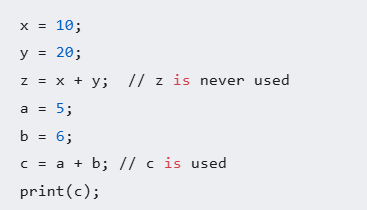 x = 10;
y = 20;
z = x + y;  // z is never used
a = 5;
b = 6;
c = a + b; // c is used
print(c);